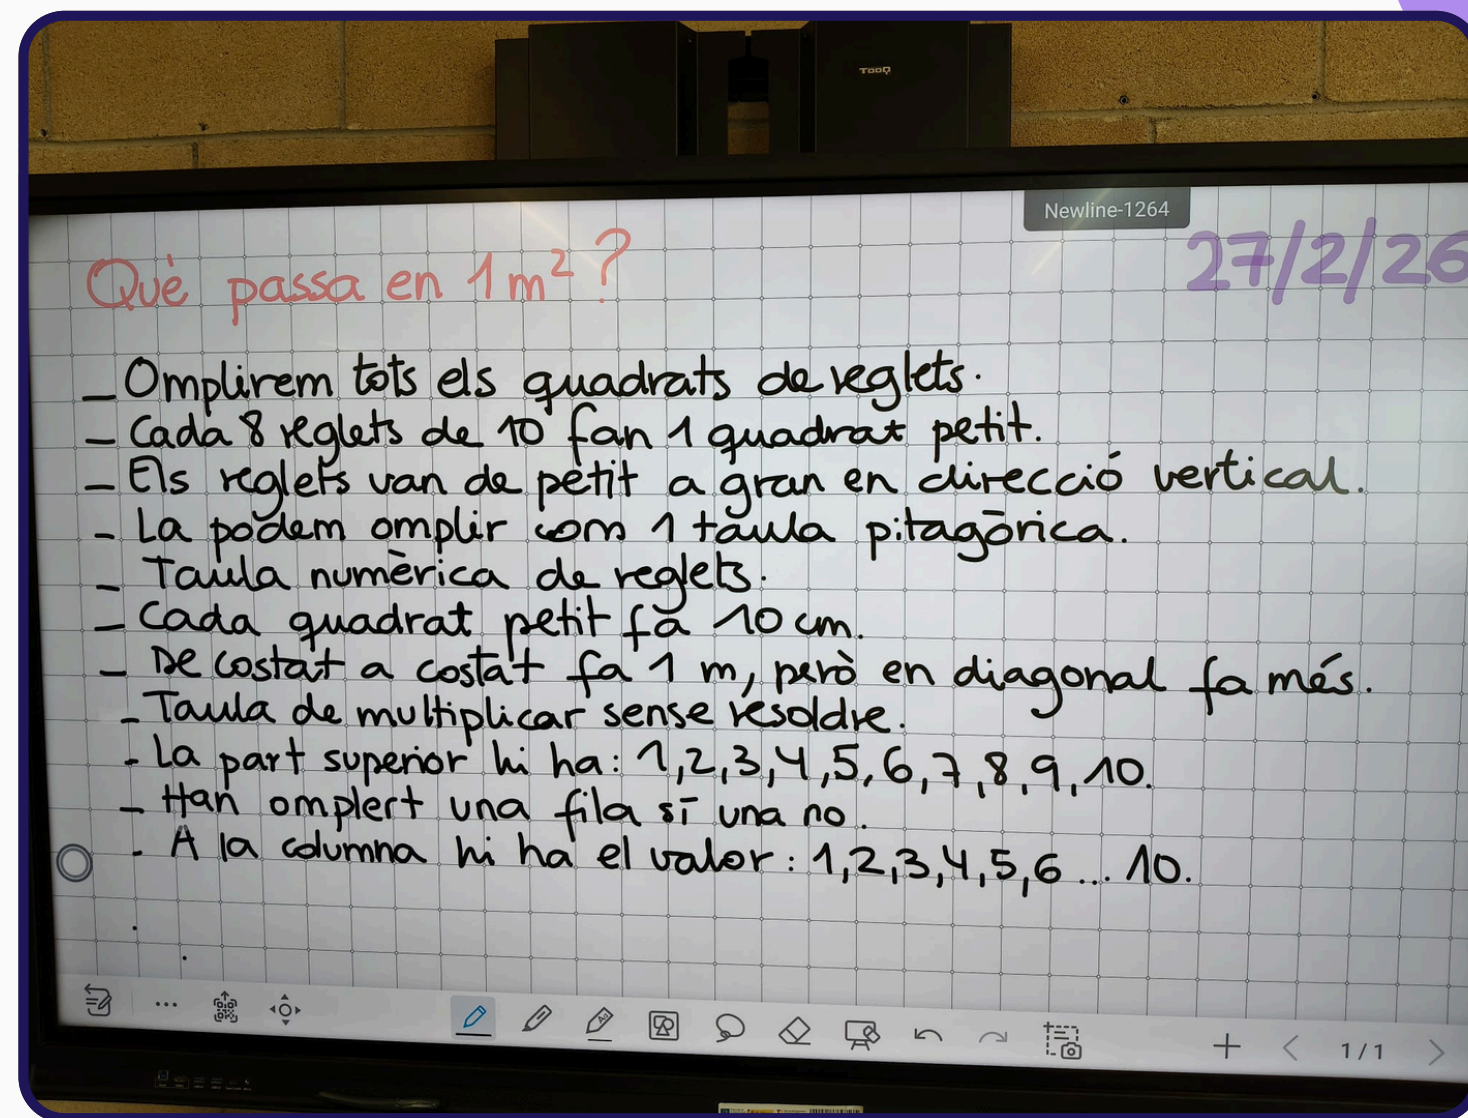 TooQ
Newline-1264
27/2/26
Què passa en 1 m²?
- Omplirem tots els quadrats de reglets.
- Cada 8 reglets de 10 fan 1 quadrat petit.
- Els reglets van de petit a gran en direcció vertical.
- La podem omplir com 1 taula pitagòrica.
- Taula numèrica de reglets.
- Cada quadrat petit fa 10 cm.
- De costat a costat fa 1 m, però en diagonal fa més.
- Taula de multiplicar sense resoldre.
- La part superior hi ha: 1,2,3,4,5,6,7,8,9,10.
- Han omplert una fila sí una no.
- A la columna hi ha el valor: 1,2,3,4,5,6...10.
1/1